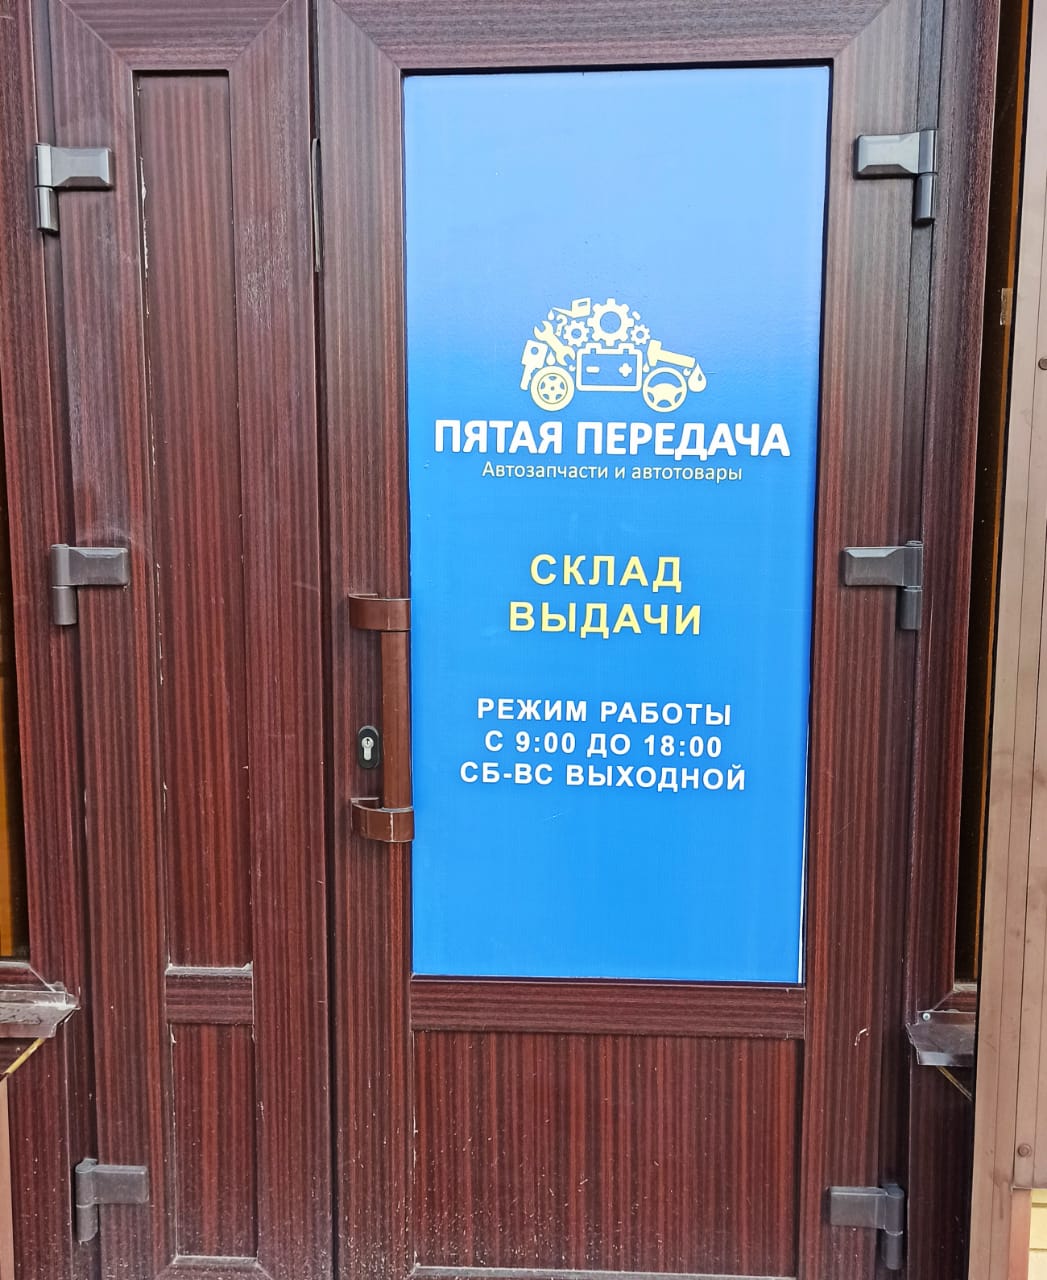 ПЯТАЯ ПЕРЕДАЧА
Автозапчасти и автотовары
СКЛАД
ВЫДАЧИ
РЕЖИМ РАБОТЫ
С 9:00 ДО 18:00
СБ-ВС ВЫХОДНОЙ